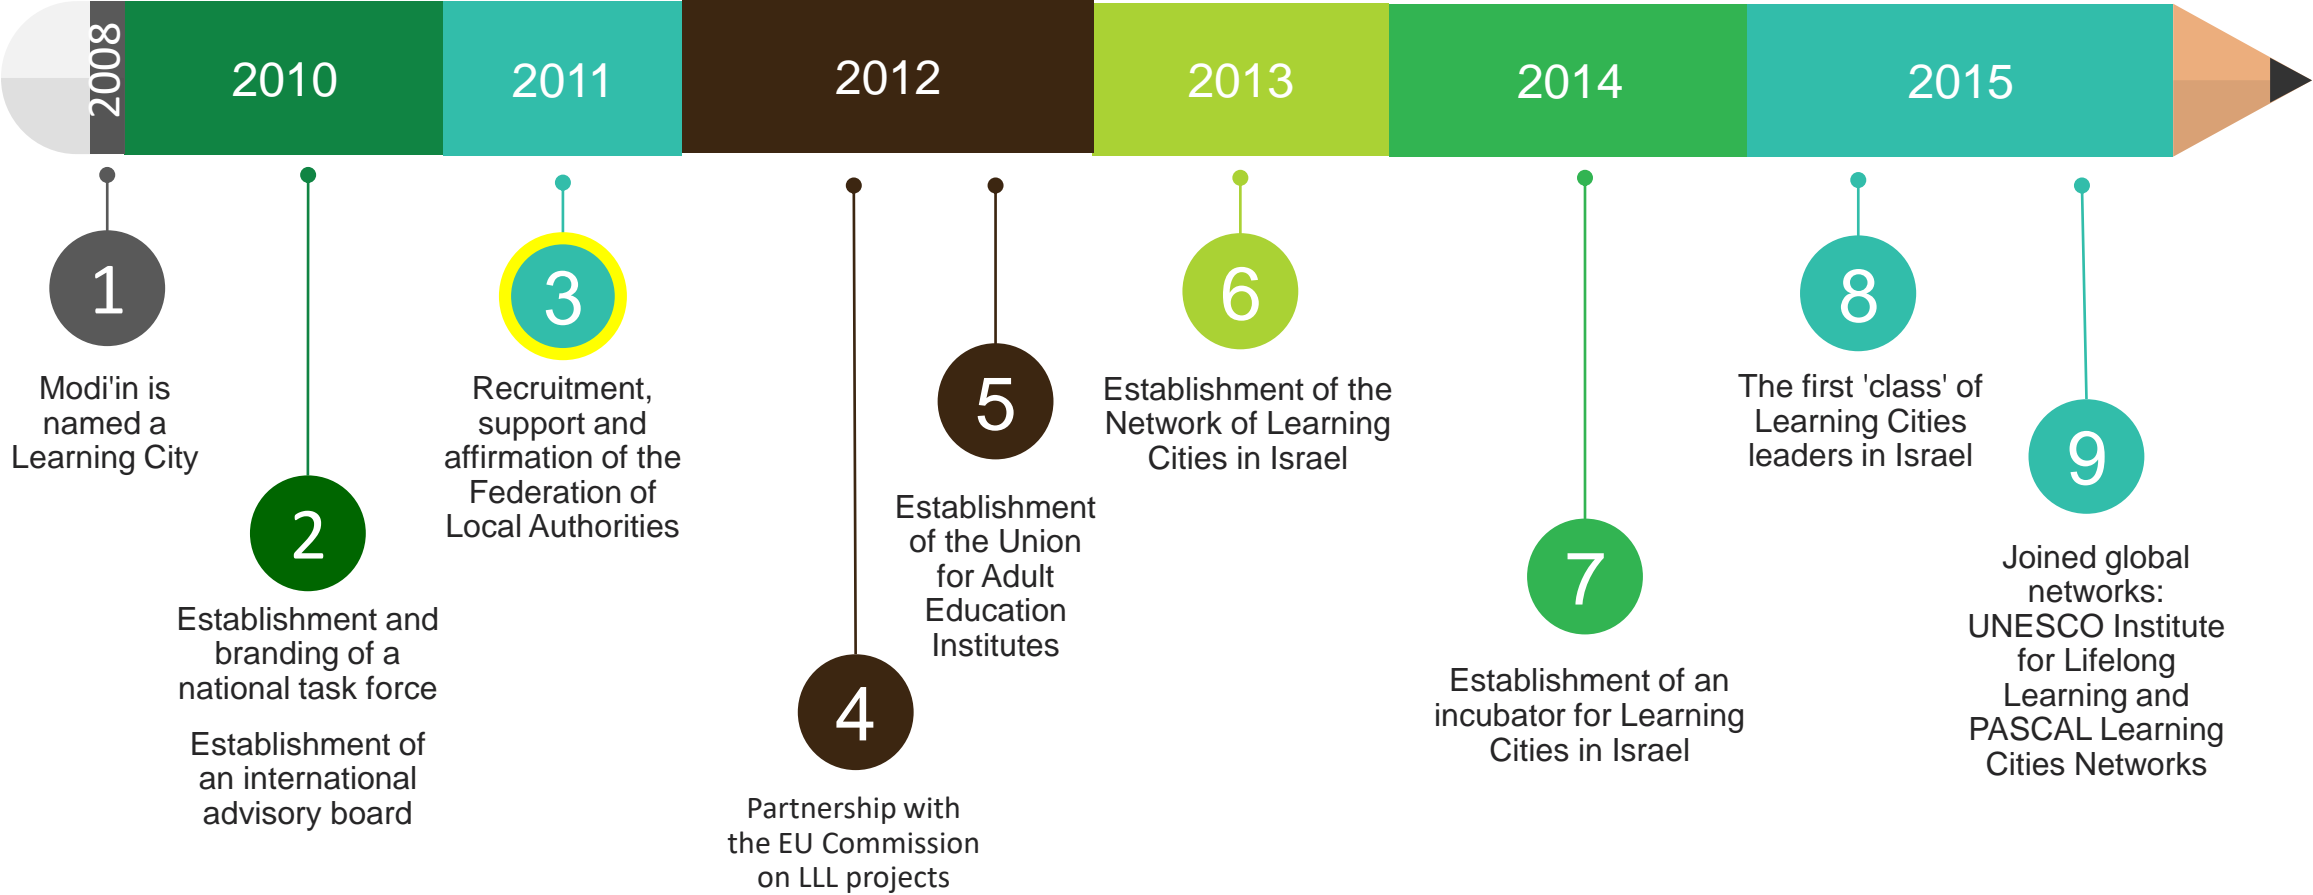 2008
2010
2011
2012
2013
2014
2015
1
Modi'in is
named a
Learning City
2
Establishment and
branding of a
national task force
Establishment of
an international
advisory board
3
Recruitment,
support and
affirmation of the
Federation of
Local Authorities
4
Partnership with
the EU Commission
on LLL projects
5
Establishment
of the Union
for Adult
Education
Institutes
6
Establishment of the
Network of Learning
Cities in Israel
7
Establishment of an
incubator for Learning
Cities in Israel
8
The first 'class' of
Learning Cities
leaders in Israel
9
Joined global
networks:
UNESCO Institute
for Lifelong
Learning and
PASCAL Learning
Cities Networks